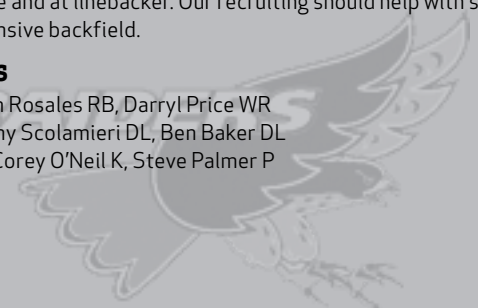 e and at linebacker. Our recruiting should help with s
nsive backfield.
S
n Rosales RB, Darryl Price WR
ny Scolamieri DL, Ben Baker DL
Corey O'Neil K, Steve Palmer P
RAIDERS